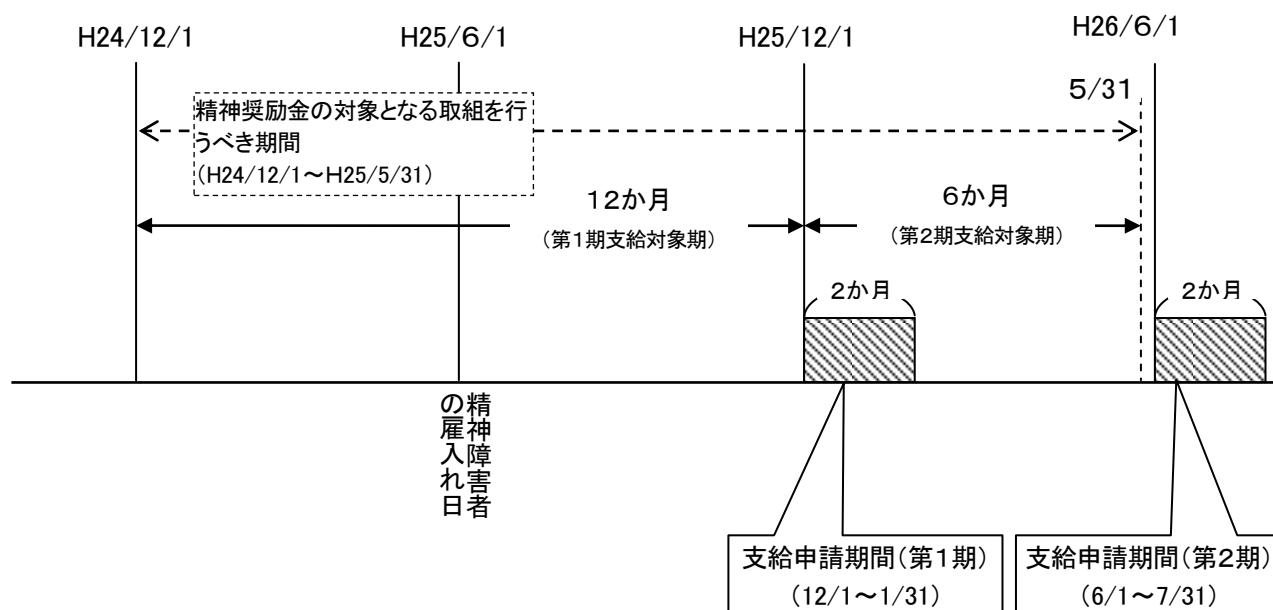 H24/12/1
H25/6/1
H25/12/1
H26/6/1
5/31
精神奨励金の対象となる取組を行
うべき期間
(H24/12/1~H25/5/31)
12か月
(第1期支給対象期)
6か月
(第2期支給対象期)
2か月
2か月
精神障害者
の雇入れ日
支給申請期間(第1期)
(12/1~1/31)
支給申請期間(第2期)
(6/1~7/31)